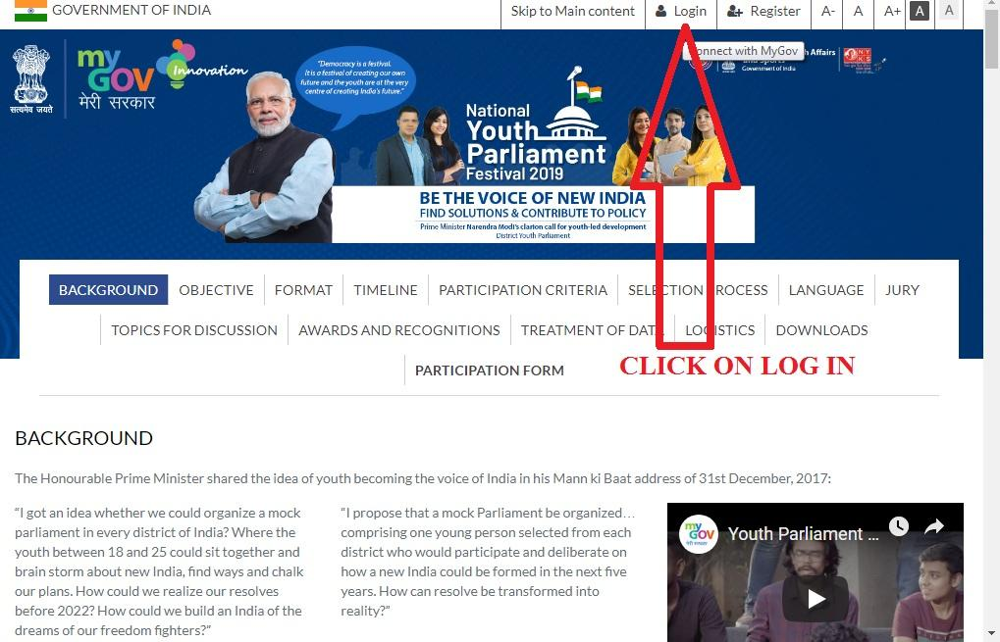 GOVERNMENT OF INDIA
Skip to Main content
Login
Register
A-
A
A+
A
A
onnect with MyGov
h Affairs
Government of India
सत्यमेव जयते
my
GOV
मेरी सरकार
Innovation
"Democracy is a festival.
It is a festival of creating our own
future and the youth are at the very
centre of creating India's future."
National
Youth
Parliament
Festival 2019
BE THE VOICE OF NEW INDIA
FIND SOLUTIONS & CONTRIBUTE TO POLICY
Prime Minister Narendra Modi's clarion call for youth-led development
District Youth Parliament
BACKGROUND
OBJECTIVE
FORMAT
TIMELINE
PARTICIPATION CRITERIA
SELECTION PROCESS
LANGUAGE
JURY
TOPICS FOR DISCUSSION
AWARDS AND RECOGNITIONS
TREATMENT OF DATA
LOGISTICS
DOWNLOADS
PARTICIPATION FORM
CLICK ON LOG IN
BACKGROUND
The Honourable Prime Minister shared the idea of youth becoming the voice of India in his Mann ki Baat address of 31st December, 2017:
“I got an idea whether we could organize a mock
parliament in every district of India? Where the
youth between 18 and 25 could sit together and
brain storm about new India, find ways and chalk
our plans. How could we realize our resolves
before 2022? How could we build an India of the
dreams of our freedom fighters?”
“I propose that a mock Parliament be organized…
comprising one young person selected from each
district who would participate and deliberate on
how a new India could be formed in the next five
years. How can resolve be transformed into
reality?”
my
GOV
मेरी सरकार
Youth Parliament ...